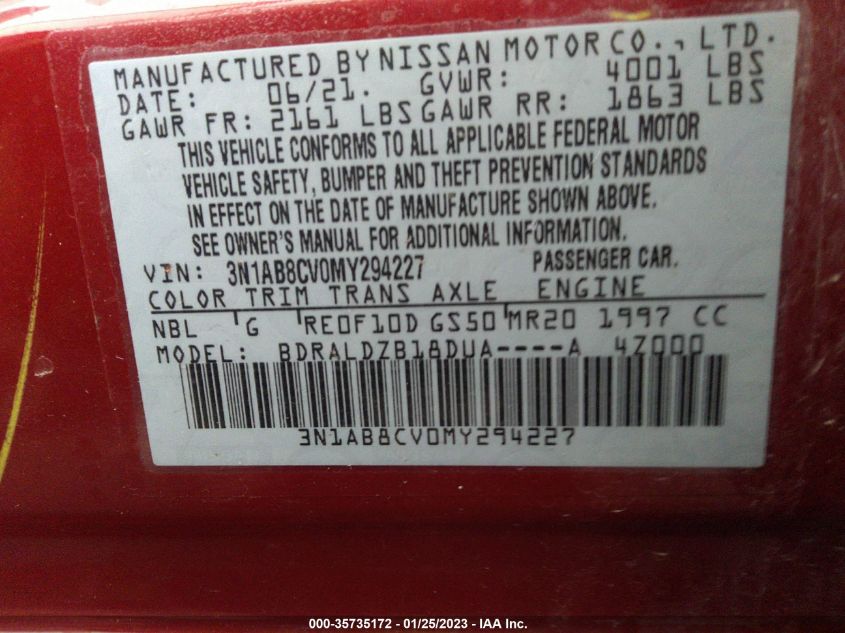 MANUFACTURED BY NISSAN MOTOR CO., LTD.
DATE: 06/21. GVWR: 4001 LBS
GAWR FR: 2161 LBS GAWR RR: 1863 LBS
THIS VEHICLE CONFORMS TO ALL APPLICABLE FEDERAL MOTOR
VEHICLE SAFETY, BUMPER AND THEFT PREVENTION STANDARDS
IN EFFECT ON THE DATE OF MANUFACTURE SHOWN ABOVE.
SEE OWNER'S MANUAL FOR ADDITIONAL INFORMATION.
VIN: 3N1AB8CV0MY294227 PASSENGER CAR.
COLOR TRIM TRANS AXLE ENGINE
NBL G RE0F10D GS50 MR20 1997 CC
MODEL: BDRALDZB18DUA----A 4Z000
3N1AB8CV0MY294227
000-35735172 - 01/25/2023 - IAA Inc.